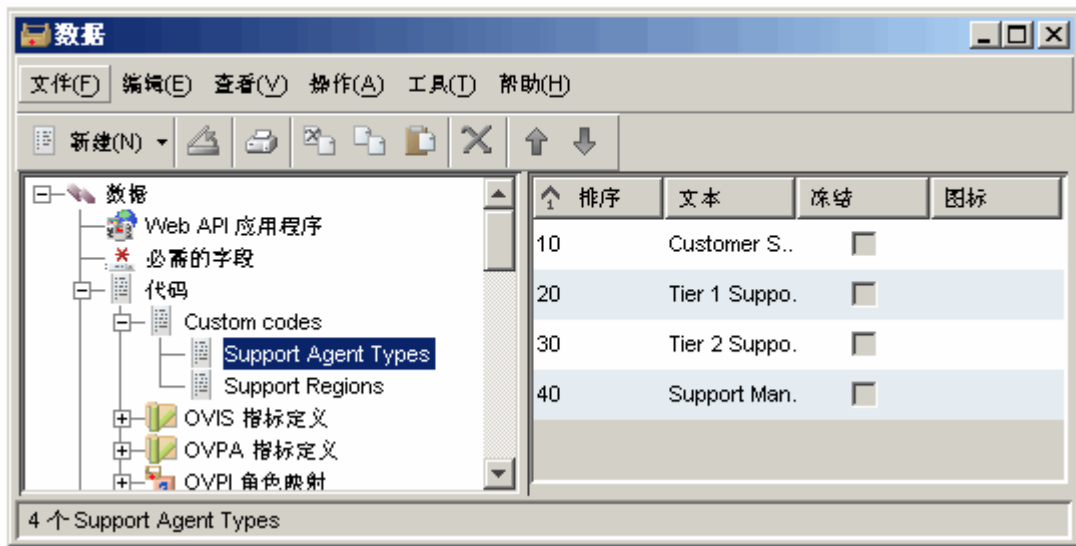 数据
文件(F) 编辑(E) 查看(V) 操作(A) 工具(T) 帮助(H)
新建(N)
数据
Web API 应用程序
必需的字段
代码
Custom codes
Support Agent Types
Support Regions
OVIS 指标定义
OVPA 指标定义
OVPI 角色映射
1 排序 文本 冻结 图标
10 Customer S..
20 Tier 1 Suppo.
30 Tier 2 Suppo.
40 Support Man.
4 个 Support Agent Types